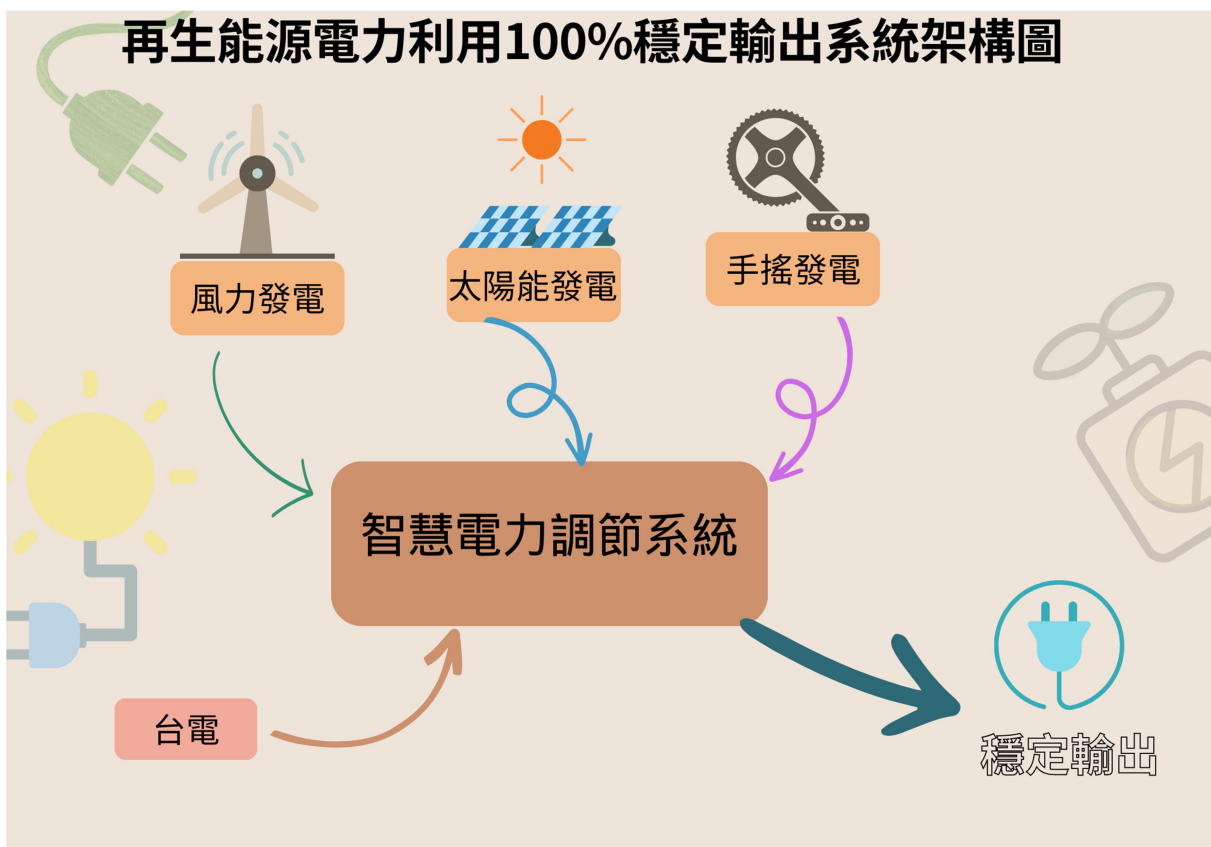 再生能源電力利用100%穩定輸出系統架構圖
風力發電
太陽能發電
手搖發電
智慧電力調節系統
台電
穩定輸出